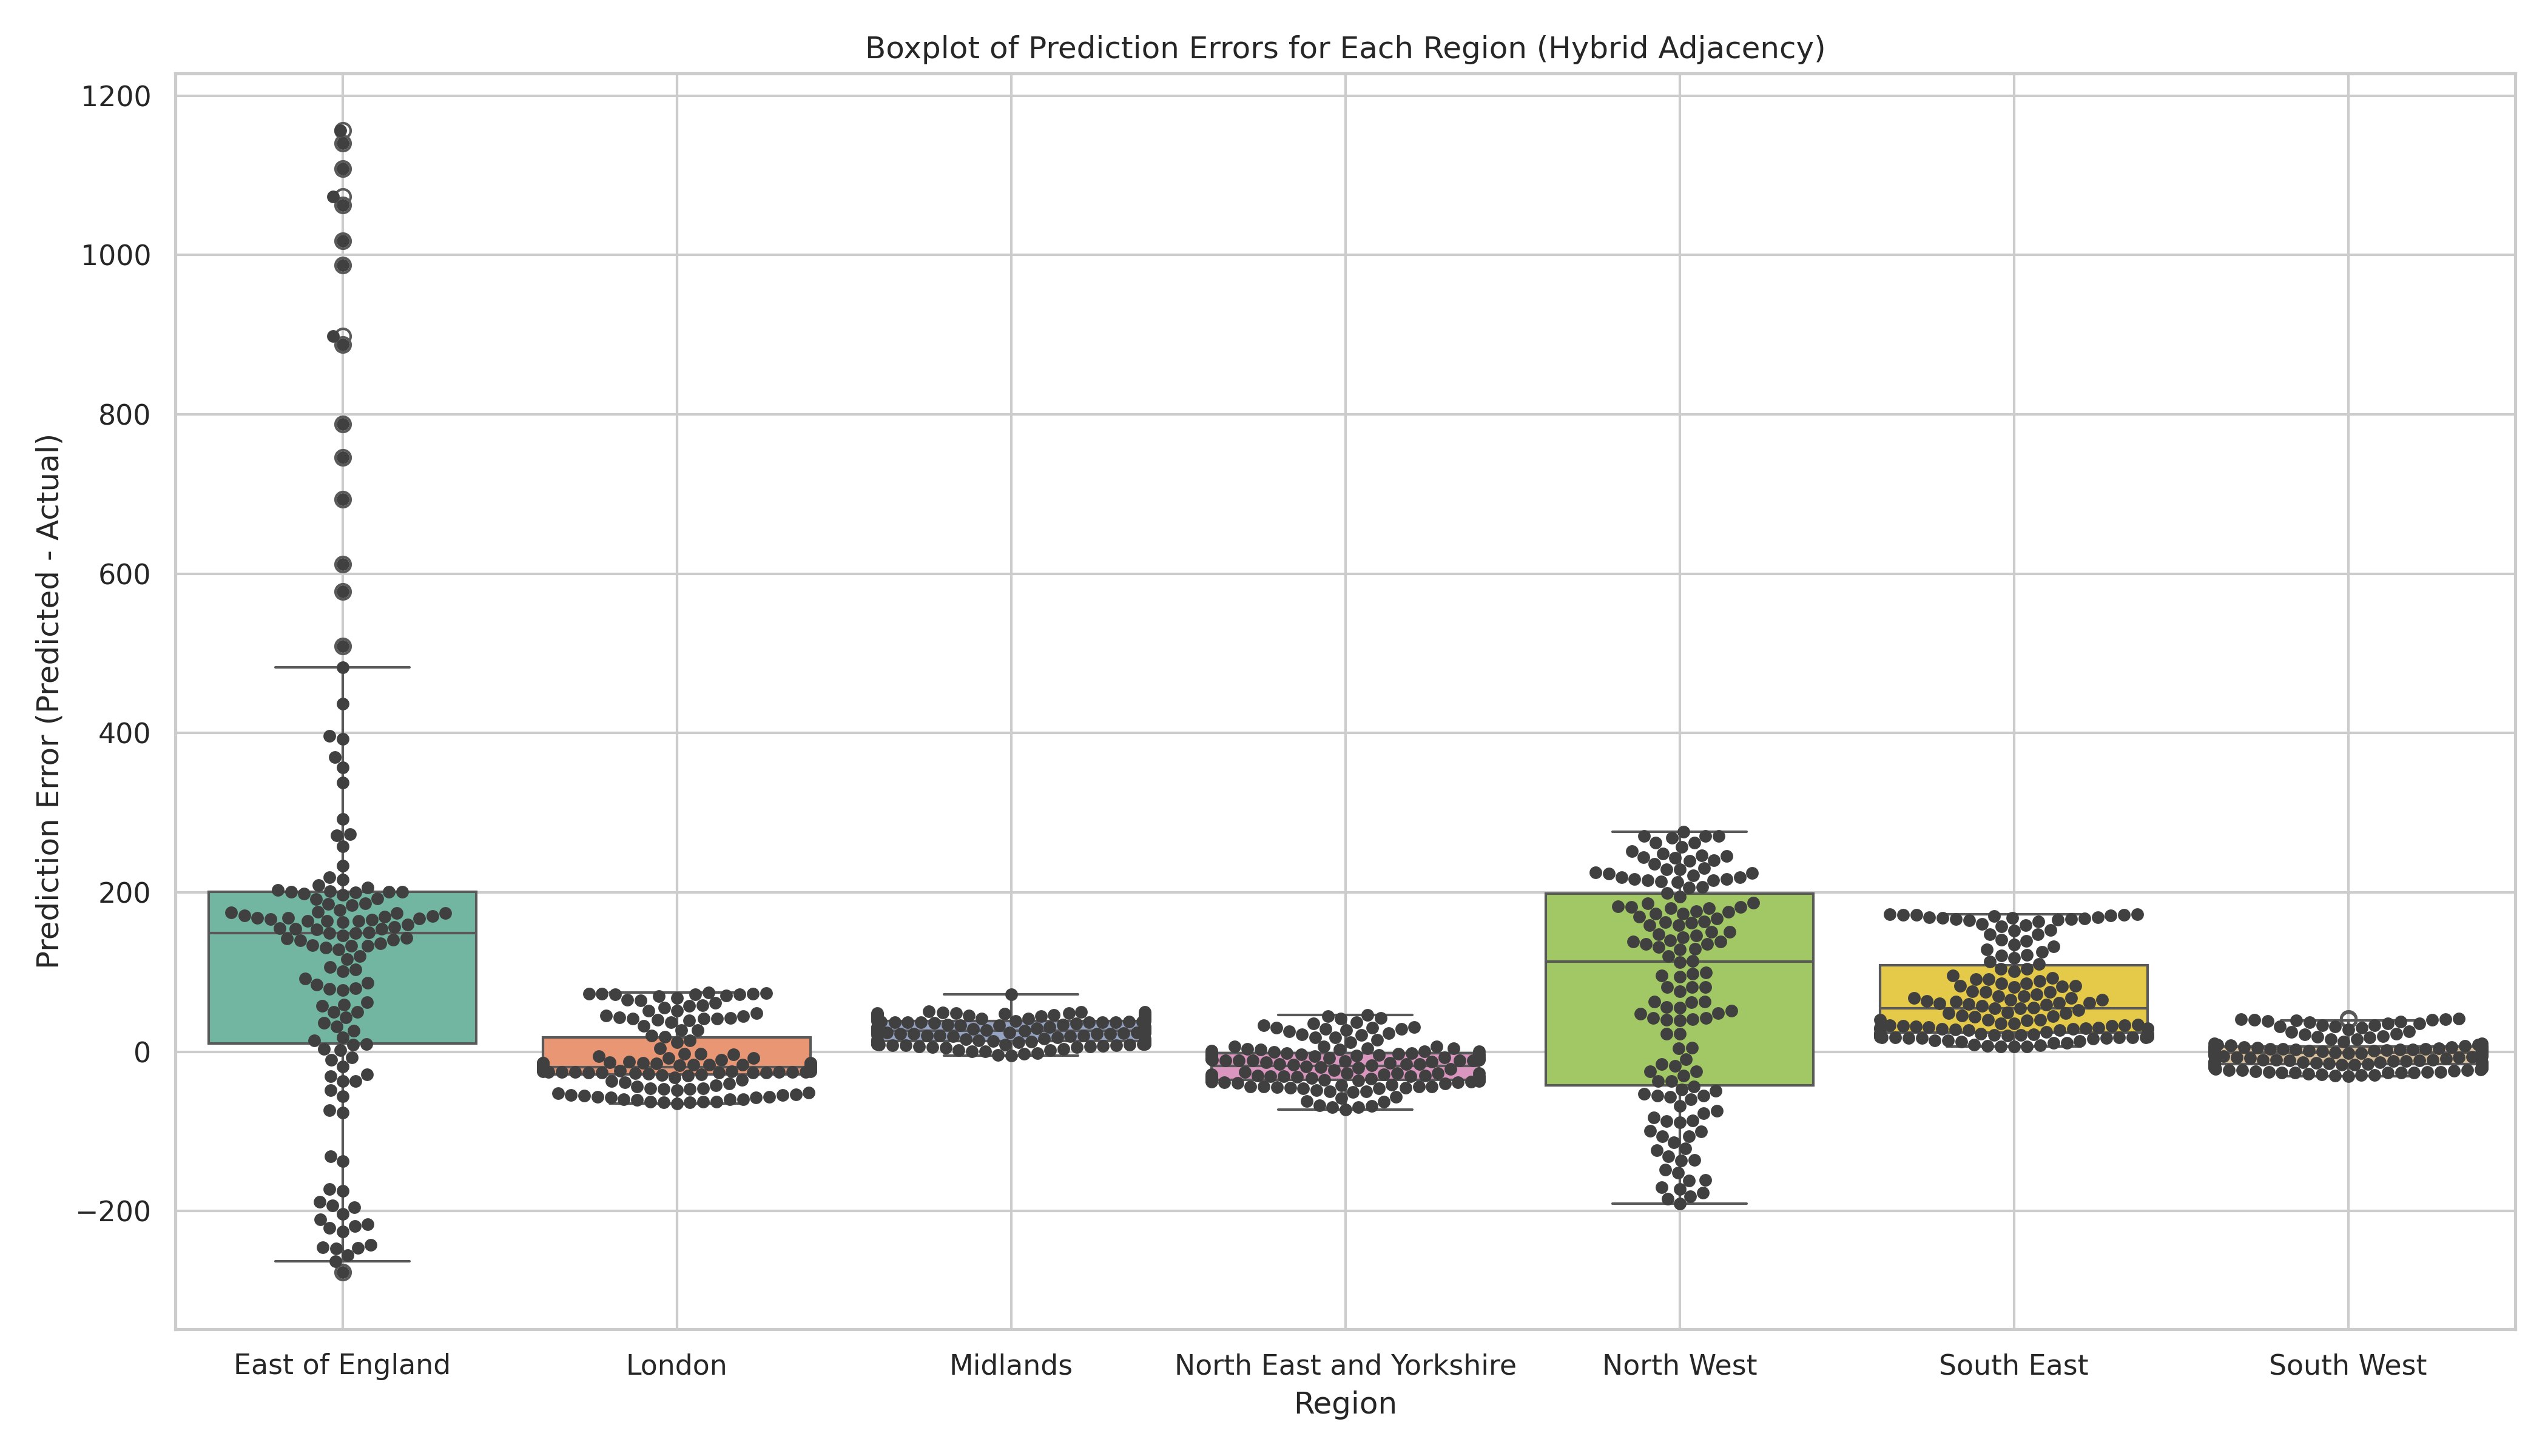 Boxplot of Prediction Errors for Each Region (Hybrid Adjacency)
Prediction Error (Predicted - Actual)
1200
1000
800
600
400
200
0
−200
East of England
London
Midlands
North East and Yorkshire
North West
South East
South West
Region